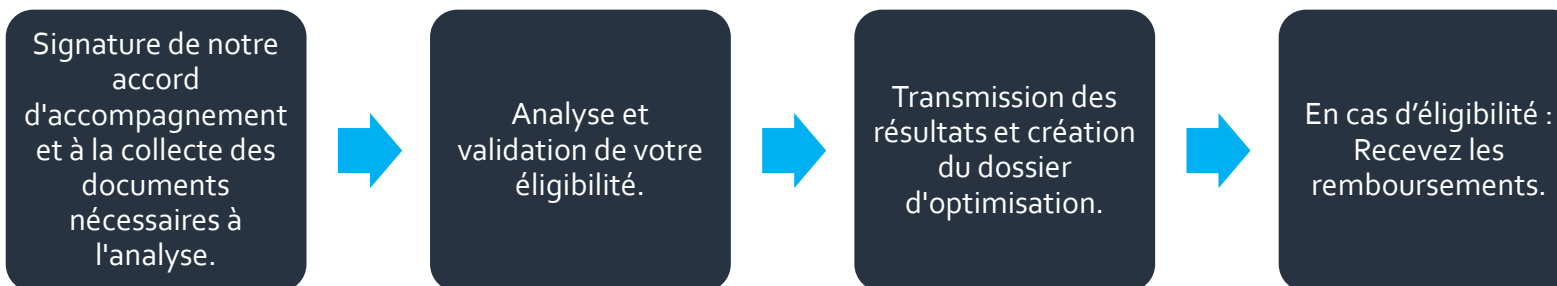 Signature de notre
accord
d'accompagnement
et à la collecte des
documents
nécessaires à
l'analyse.
Analyse et
validation de votre
éligibilité.
Transmission des
résultats et création
du dossier
d'optimisation.
En cas d’éligibilité :
Recevez les
remboursements.